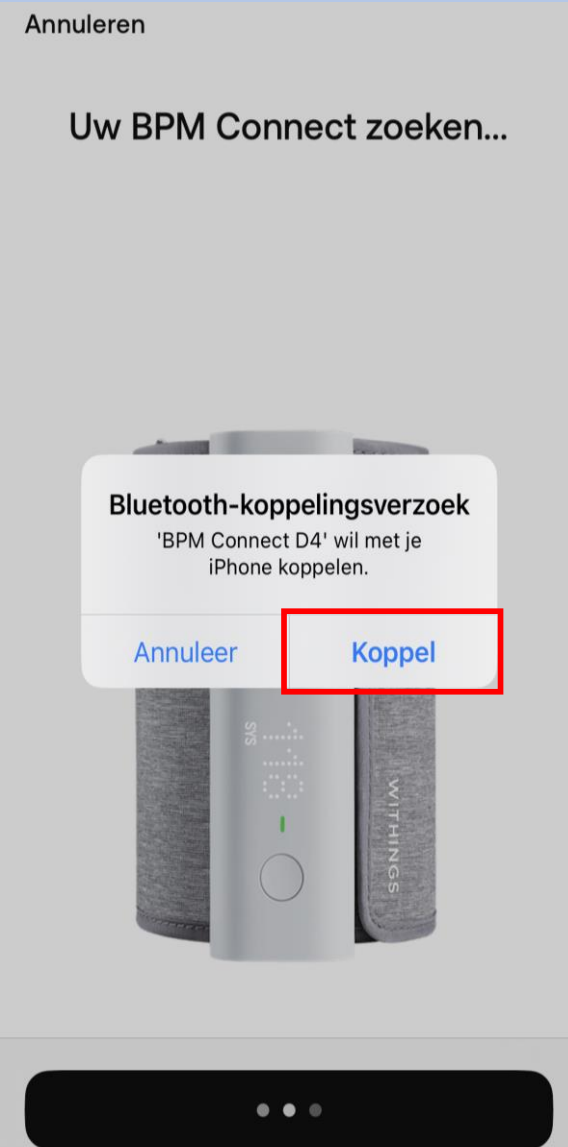 Annuleren
Uw BPM Connect zoeken...
Bluetooth-koppelingsverzoek
'BPM Connect D4' wil met je
iPhone koppelen.
Annuleer
Koppel
SYS
118
WITHINGS